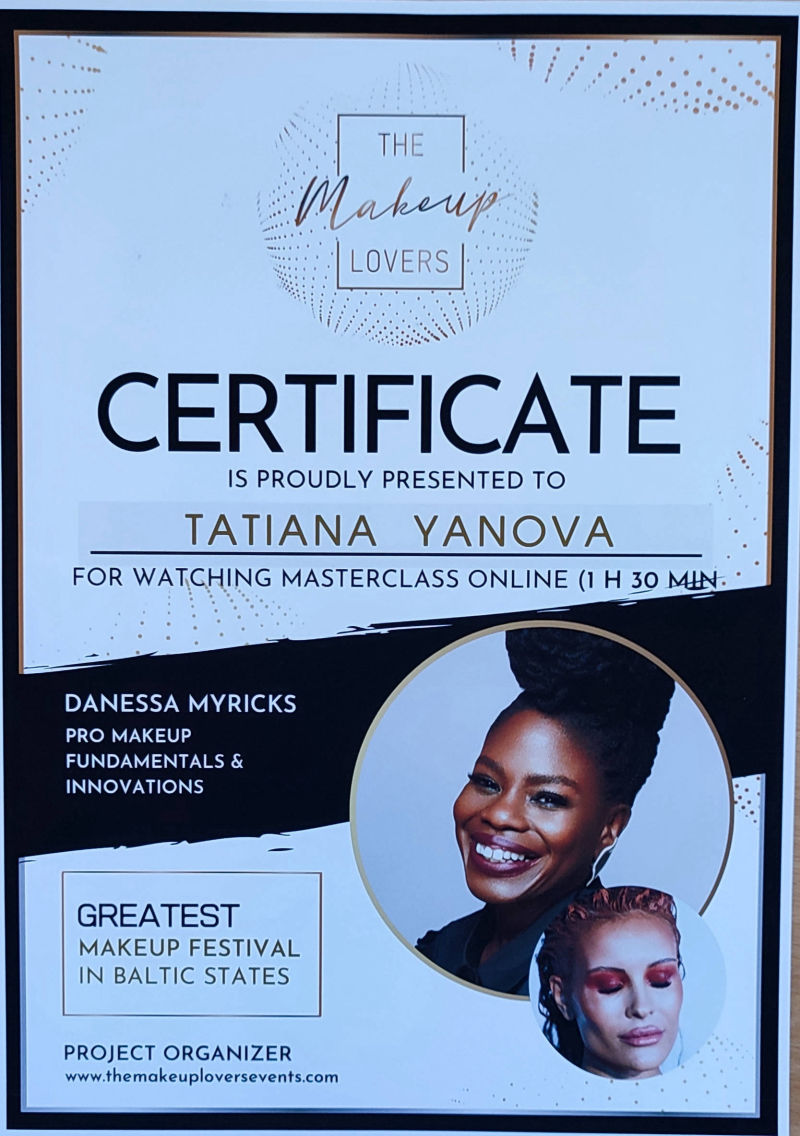 THE
Makeup
LOVERS
CERTIFICATE
IS PROUDLY PRESENTED TO
TATIANA YANOVA
FOR WATCHING MASTERCLASS ONLINE (1 H 30 MIN
DANESSA MYRICKS
PRO MAKEUP
FUNDAMENTALS &
INNOVATIONS
GREATEST
MAKEUP FESTIVAL
IN BALTIC STATES
PROJECT ORGANIZER
www.themakeuploversevents.com